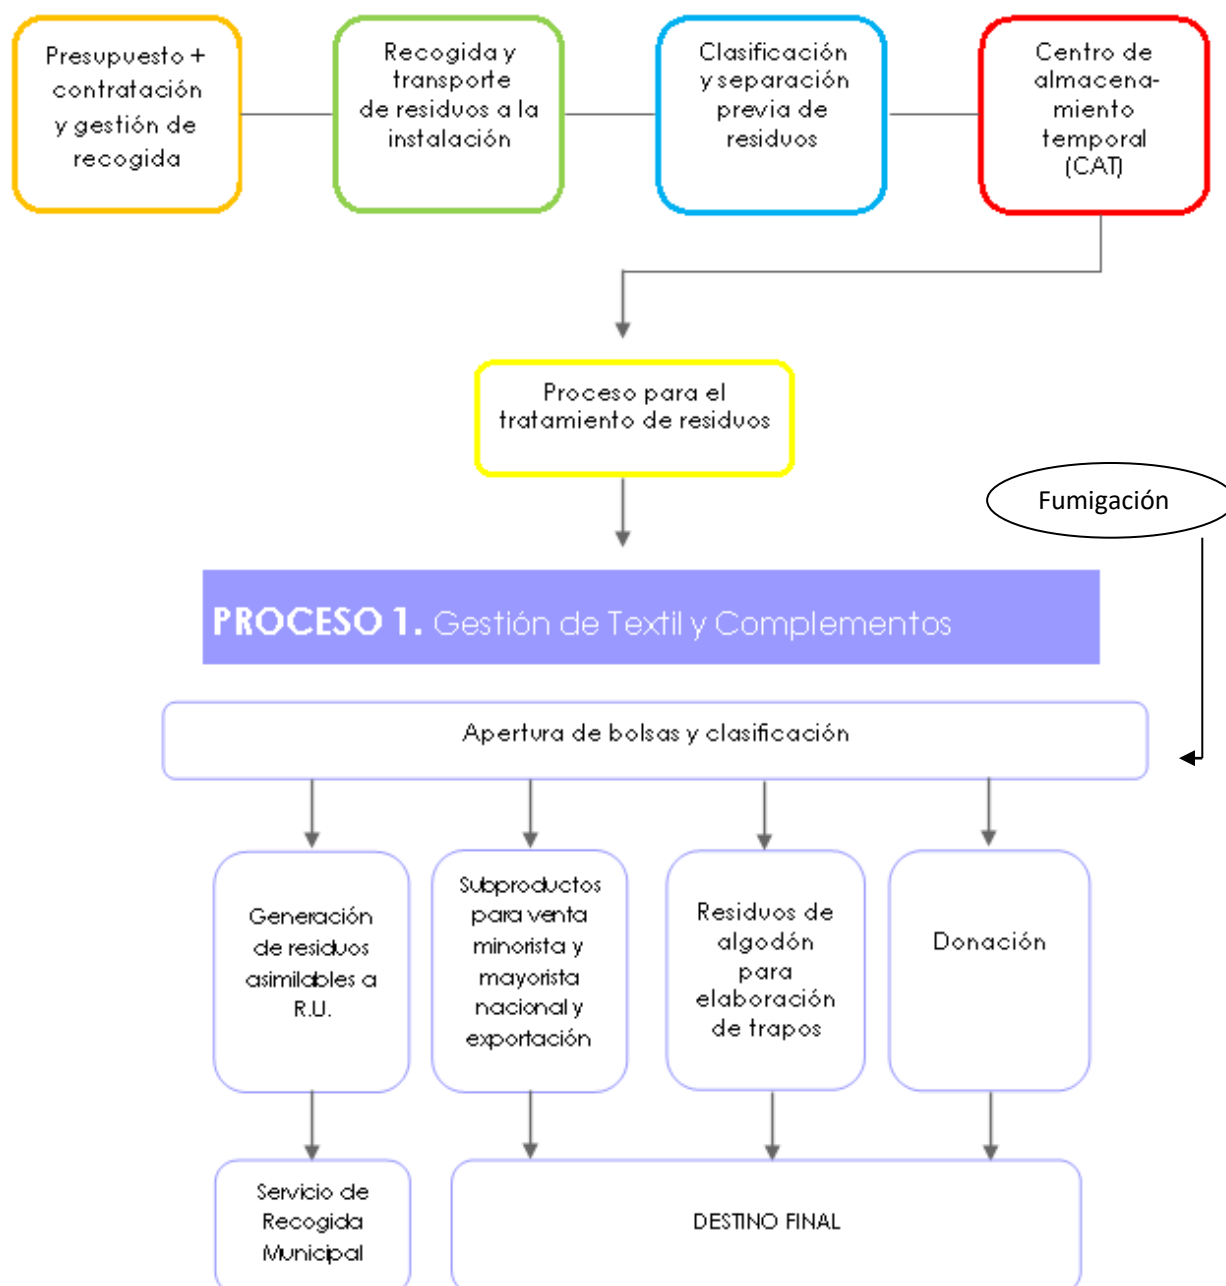 Presupuesto +
contratación
y gestión de
recogida
Recogida y
transporte
de residuos a la
instalación
Clasificación
y separación
previa de
residuos
Centro de
almacena-
miento
temporal
(CAT)
Proceso para el
tratamiento de residuos
Fumigación
PROCESO 1. Gestión de Textil y Complementos
Apertura de bolsas y clasificación
Generación
de residuos
asimilables a
R.U.
Subproductos
para venta
minorista y
mayorista
nacional y
exportación
Residuos de
algodón
para
elaboración
de trapos
Donación
Servicio de
Recogida
Municipal
DESTINO FINAL